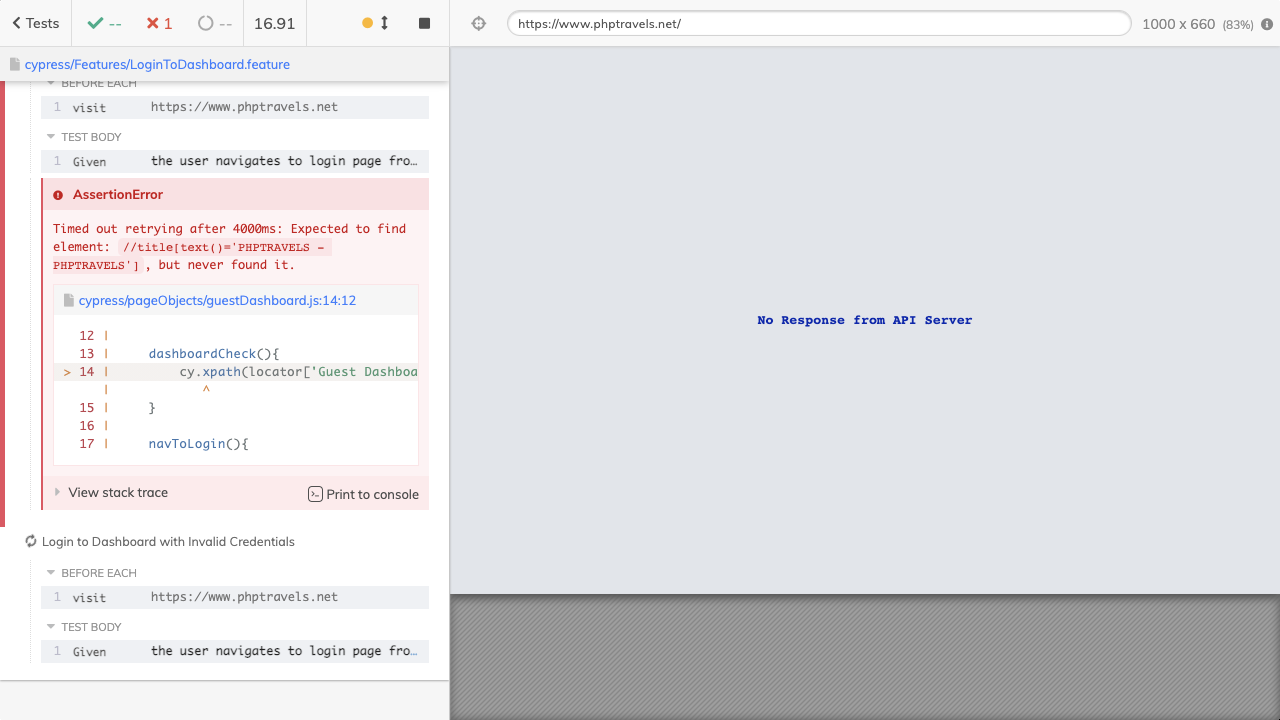 Tests
--
1
--
16.91
https://www.phptravels.net/
1000 x 660 (83%)
cypress/Features/LoginToDashboard.feature
BEFORE EACH
1 visit https://www.phptravels.net
TEST BODY
1 Given the user navigates to login page fro…
AssertionError
Timed out retrying after 4000ms: Expected to find
element: //title[text()='PHPTRAVELS -
PHPTRAVELS'] , but never found it.
cypress/pageObjects/guestDashboard.js:14:12
12 |
13 | dashboardCheck(){
> 14 | cy.xpath(locator['Guest Dashboa
| ^
15 | }
16 |
17 | navToLogin(){
View stack trace
Print to console
Login to Dashboard with Invalid Credentials
BEFORE EACH
1 visit https://www.phptravels.net
TEST BODY
1 Given the user navigates to login page fro…
No Response from API Server